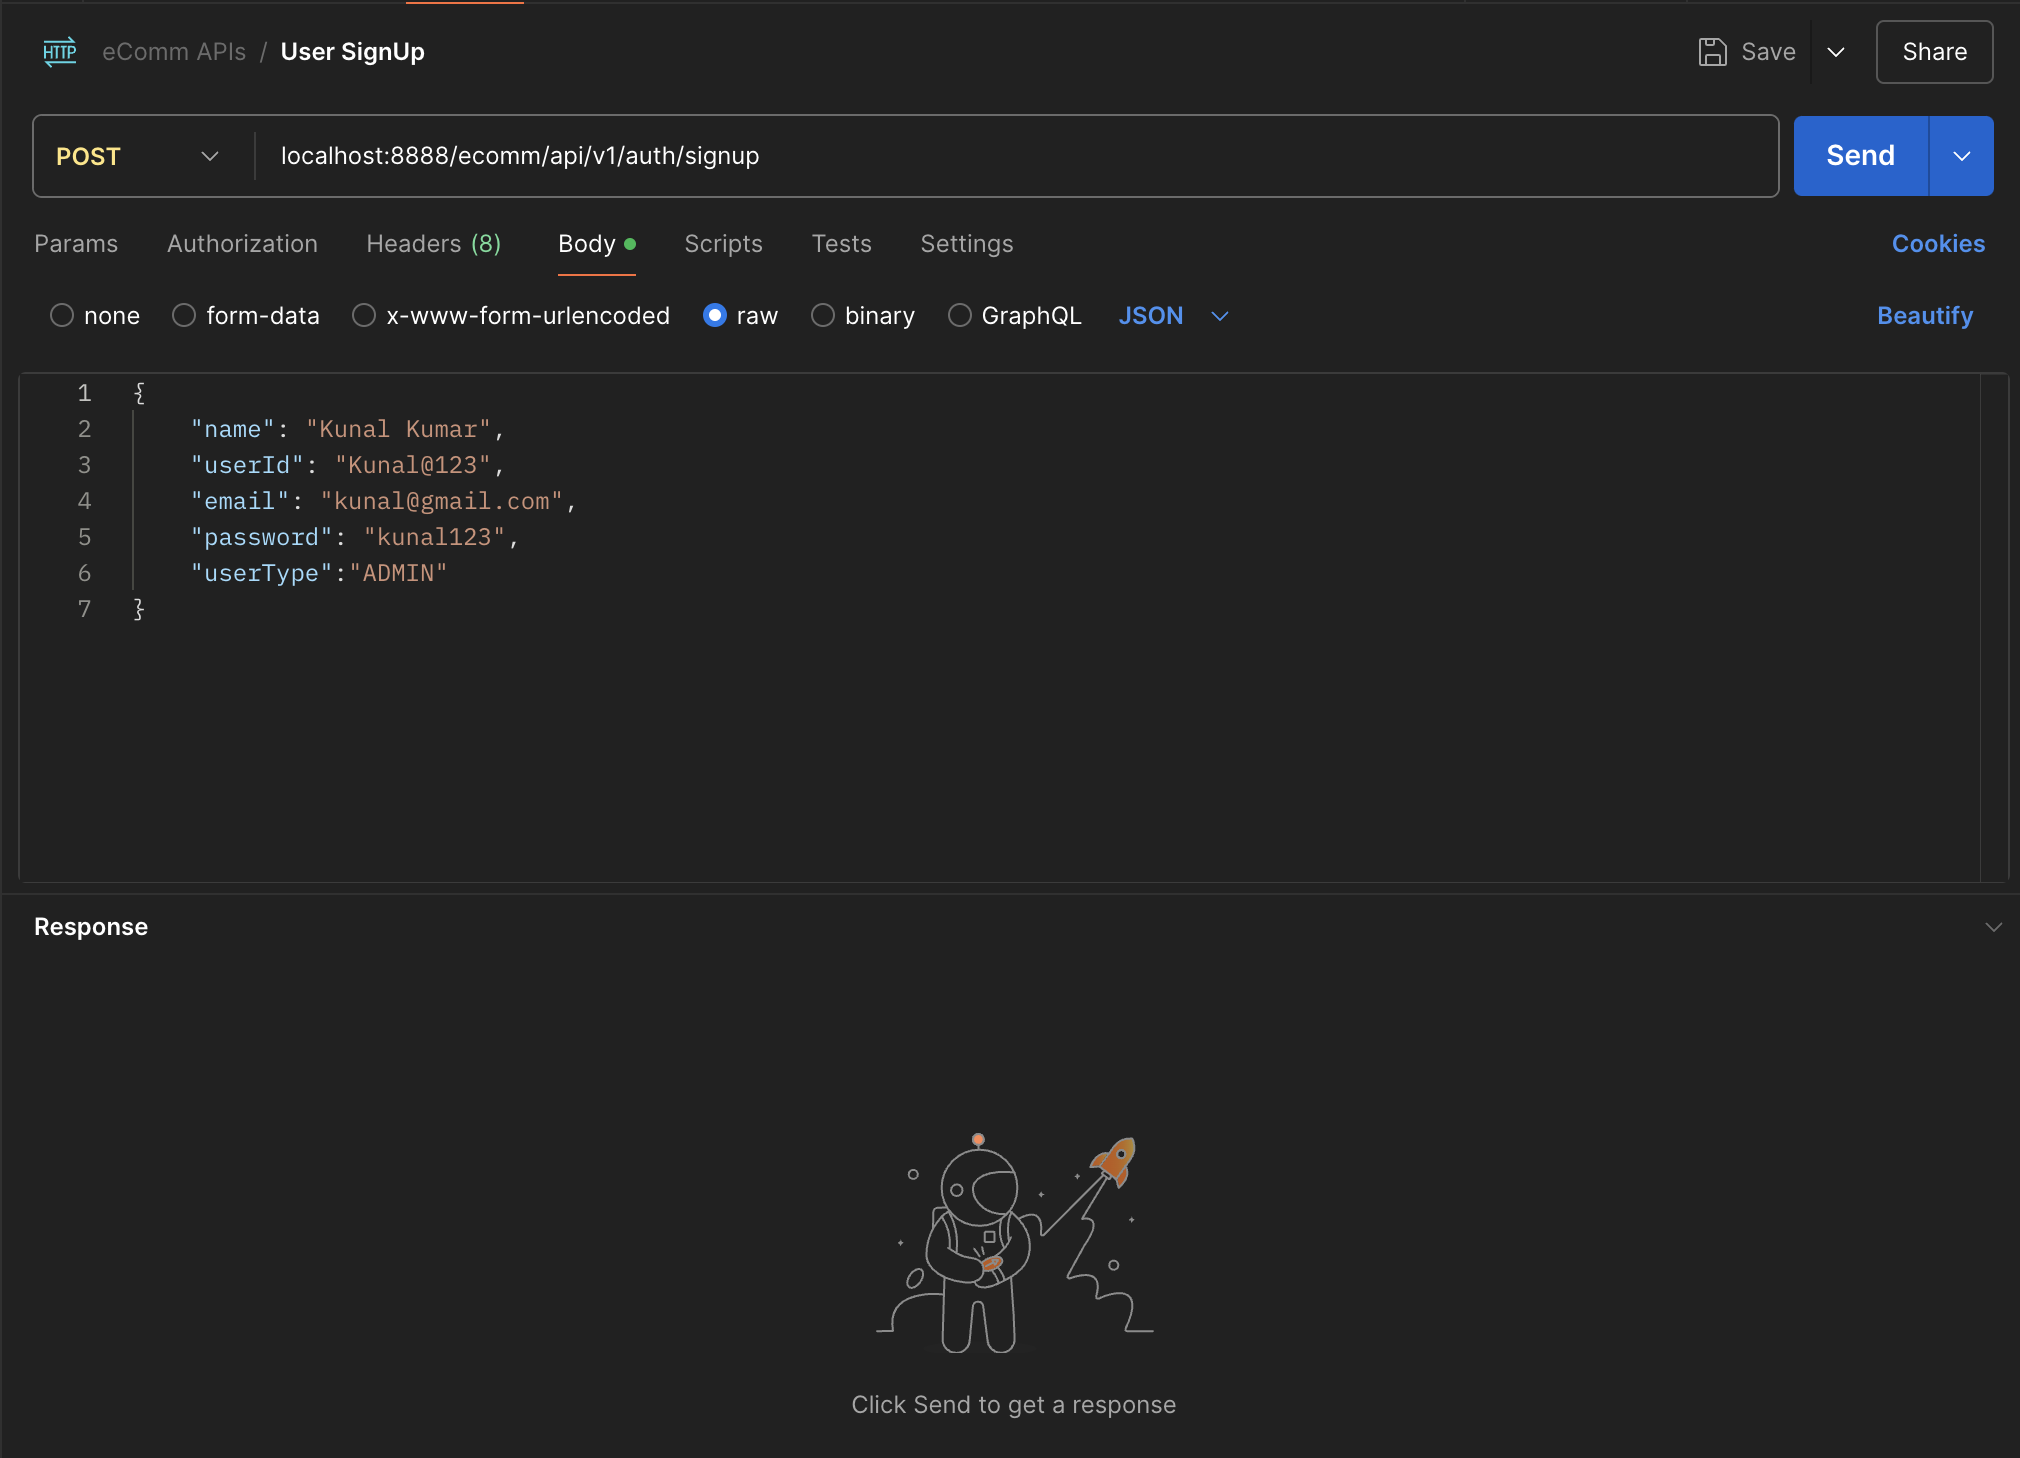 HTTP eComm APIs / User SignUp Save Share
POST localhost:8888/ecomm/api/v1/auth/signup Send
Params Authorization Headers (8) Body Scripts Tests Settings Cookies
none form-data x-www-form-urlencoded raw binary GraphQL JSON Beautify
1 {
2 "name": "Kunal Kumar",
3 "userId": "Kunal@123",
4 "email": "kunal@gmail.com",
5 "password": "kunal123",
6 "userType":"ADMIN"
7 }
Response
Click Send to get a response